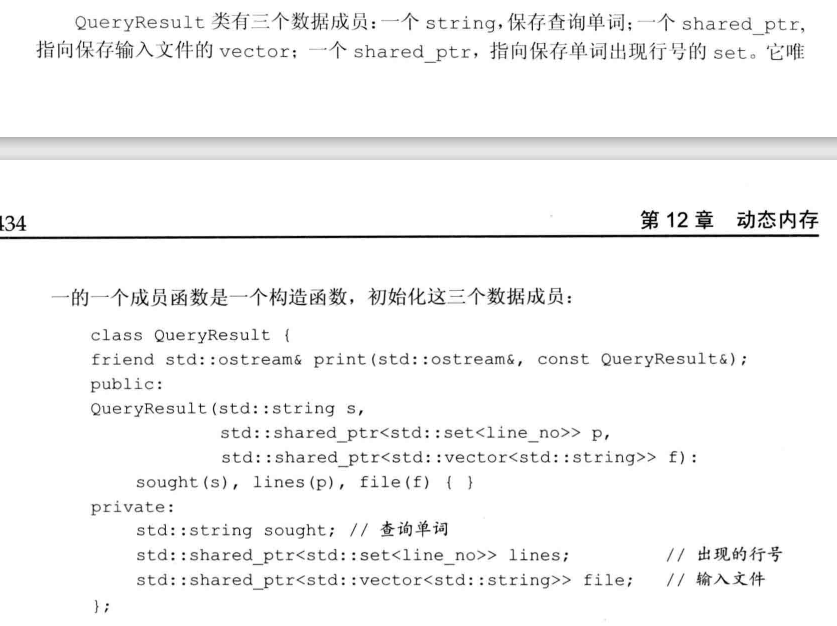 QueryResult 类有三个数据成员：一个 string，保存查询单词；一个 shared_ptr，
指向保存输入文件的 vector；一个 shared_ptr，指向保存单词出现行号的 set。它唯
434
第 12 章 动态内存
一的一个成员函数是一个构造函数，初始化这三个数据成员：
class QueryResult {
friend std::ostream& print(std::ostream&, const QueryResult&);
public:
QueryResult(std::string s,
std::shared_ptr<std::set<line_no>> p,
std::shared_ptr<std::vector<std::string>> f):
sought(s), lines(p), file(f) { }
private:
std::string sought; // 查询单词
std::shared_ptr<std::set<line_no>> lines; // 出现的行号
std::shared_ptr<std::vector<std::string>> file; // 输入文件
};